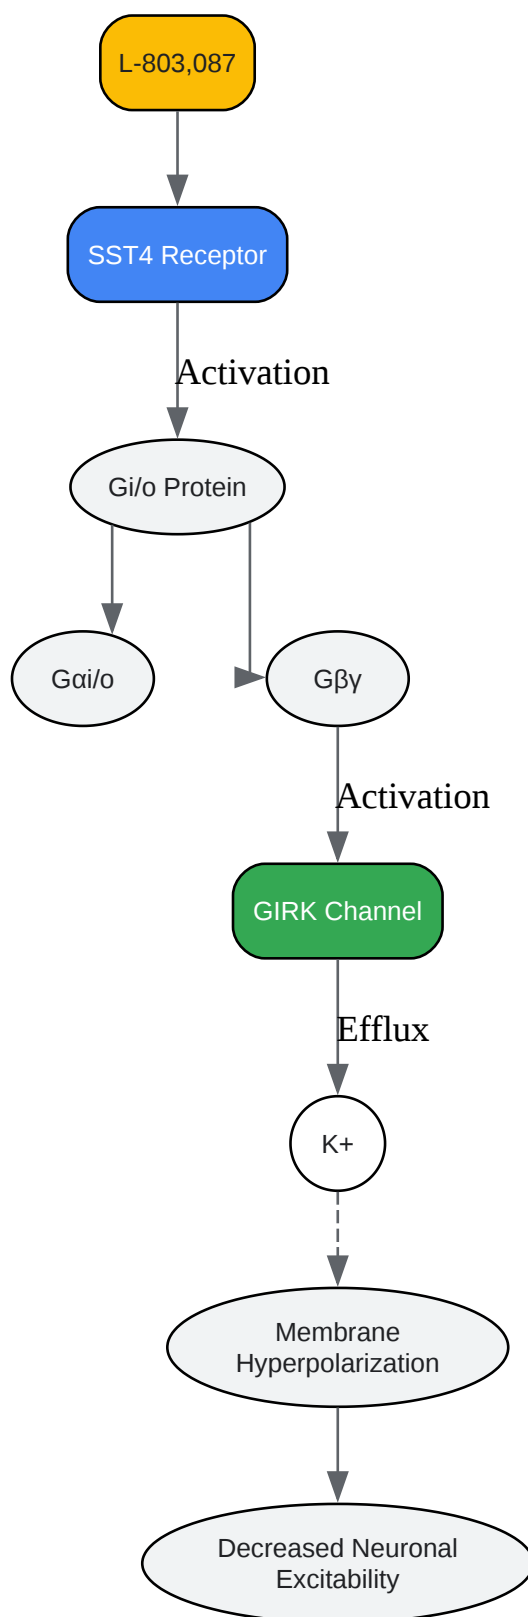 L-803,087
SST4 Receptor
Activation
Gi/o Protein
Gαi/o
Gβγ
Activation
GIRK Channel
Efflux
K+
Membrane
Hyperpolarization
Decreased Neuronal
Excitability